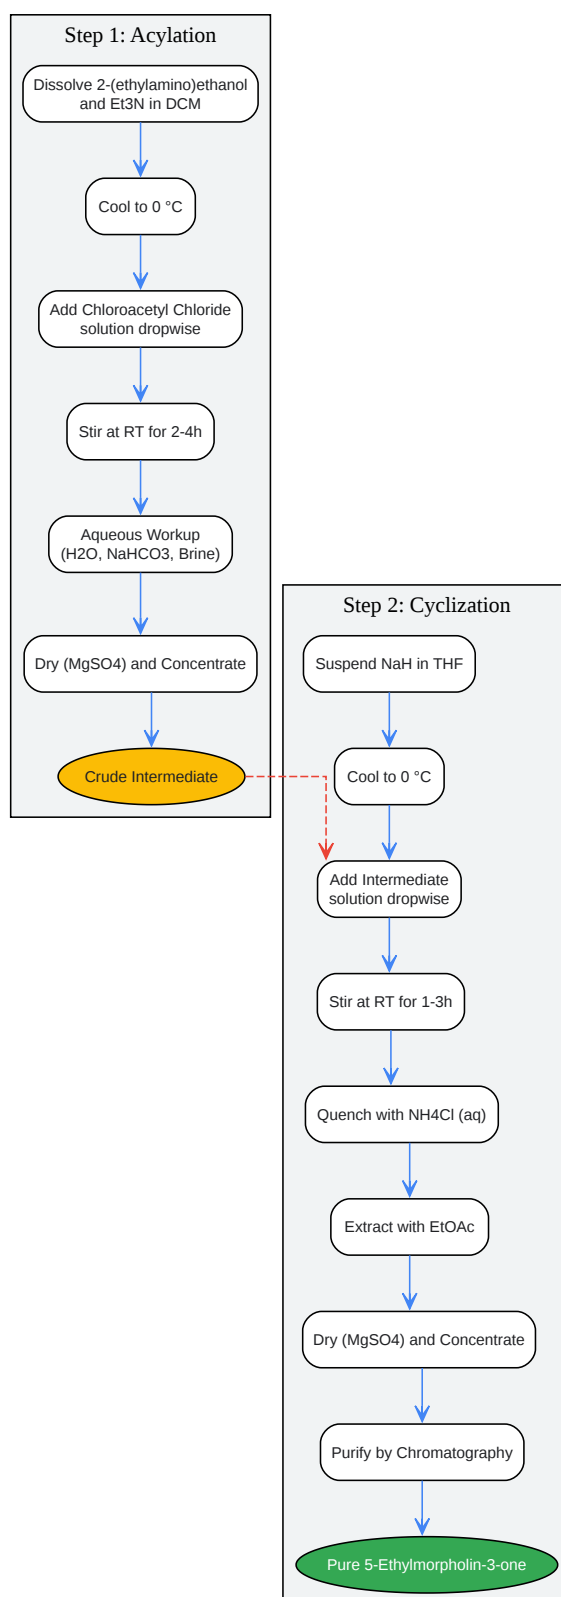 Step 1: Acylation
Dissolve 2-(ethylamino)ethanol
and Et3N in DCM
Cool to 0 °C
Add Chloroacetyl Chloride
solution dropwise
Stir at RT for 2-4h
Aqueous Workup
(H2O, NaHCO3, Brine)
Dry (MgSO4) and Concentrate
Crude Intermediate
Step 2: Cyclization
Suspend NaH in THF
Cool to 0 °C
Add Intermediate
solution dropwise
Stir at RT for 1-3h
Quench with NH4Cl (aq)
Extract with EtOAc
Dry (MgSO4) and Concentrate
Purify by Chromatography
Pure 5-Ethylmorpholin-3-one